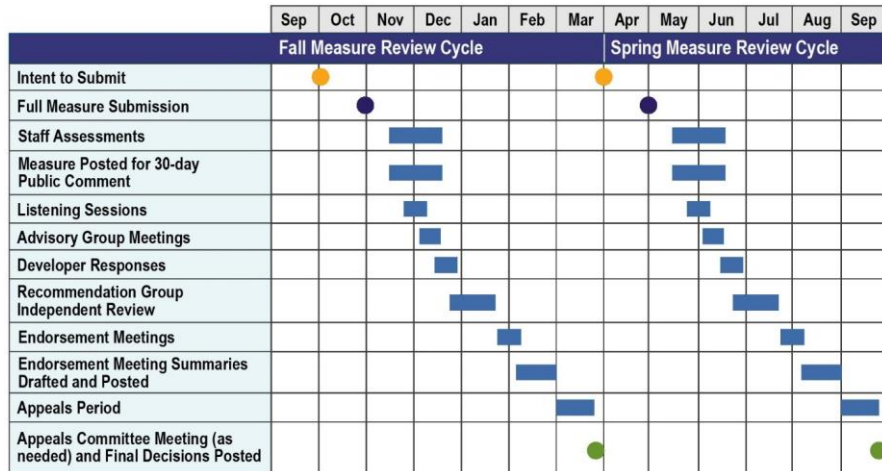 Sep Oct Nov Dec Jan Feb Mar Apr May Jun Jul Aug Sep
Fall Measure Review Cycle Spring Measure Review Cycle
Intent to Submit
Full Measure Submission
Staff Assessments
Measure Posted for 30-day
Public Comment
Listening Sessions
Advisory Group Meetings
Developer Responses
Recommendation Group
Independent Review
Endorsement Meetings
Endorsement Meeting Summaries
Drafted and Posted
Appeals Period
Appeals Committee Meeting (as
needed) and Final Decisions Posted